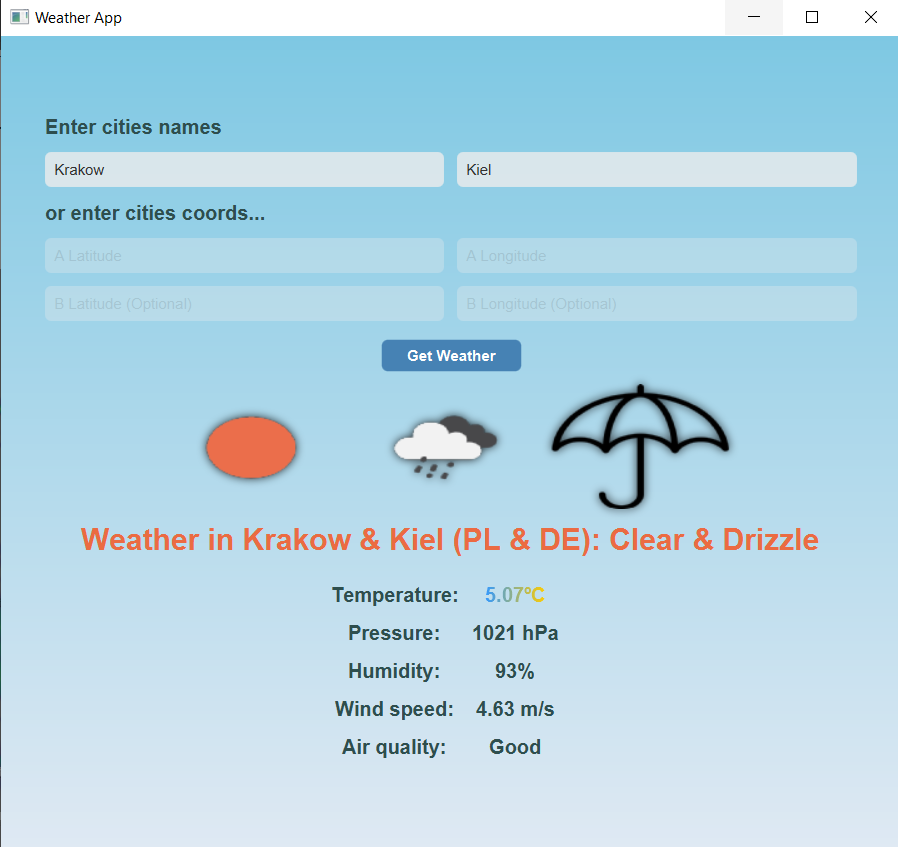 Weather App
Enter cities names
Krakow Kiel
or enter cities coords...
A Latitude A Longitude
B Latitude (Optional) B Longitude (Optional)
Get Weather
Weather in Krakow & Kiel (PL & DE): Clear & Drizzle
Temperature: 5.07°C
Pressure: 1021 hPa
Humidity: 93%
Wind speed: 4.63 m/s
Air quality: Good